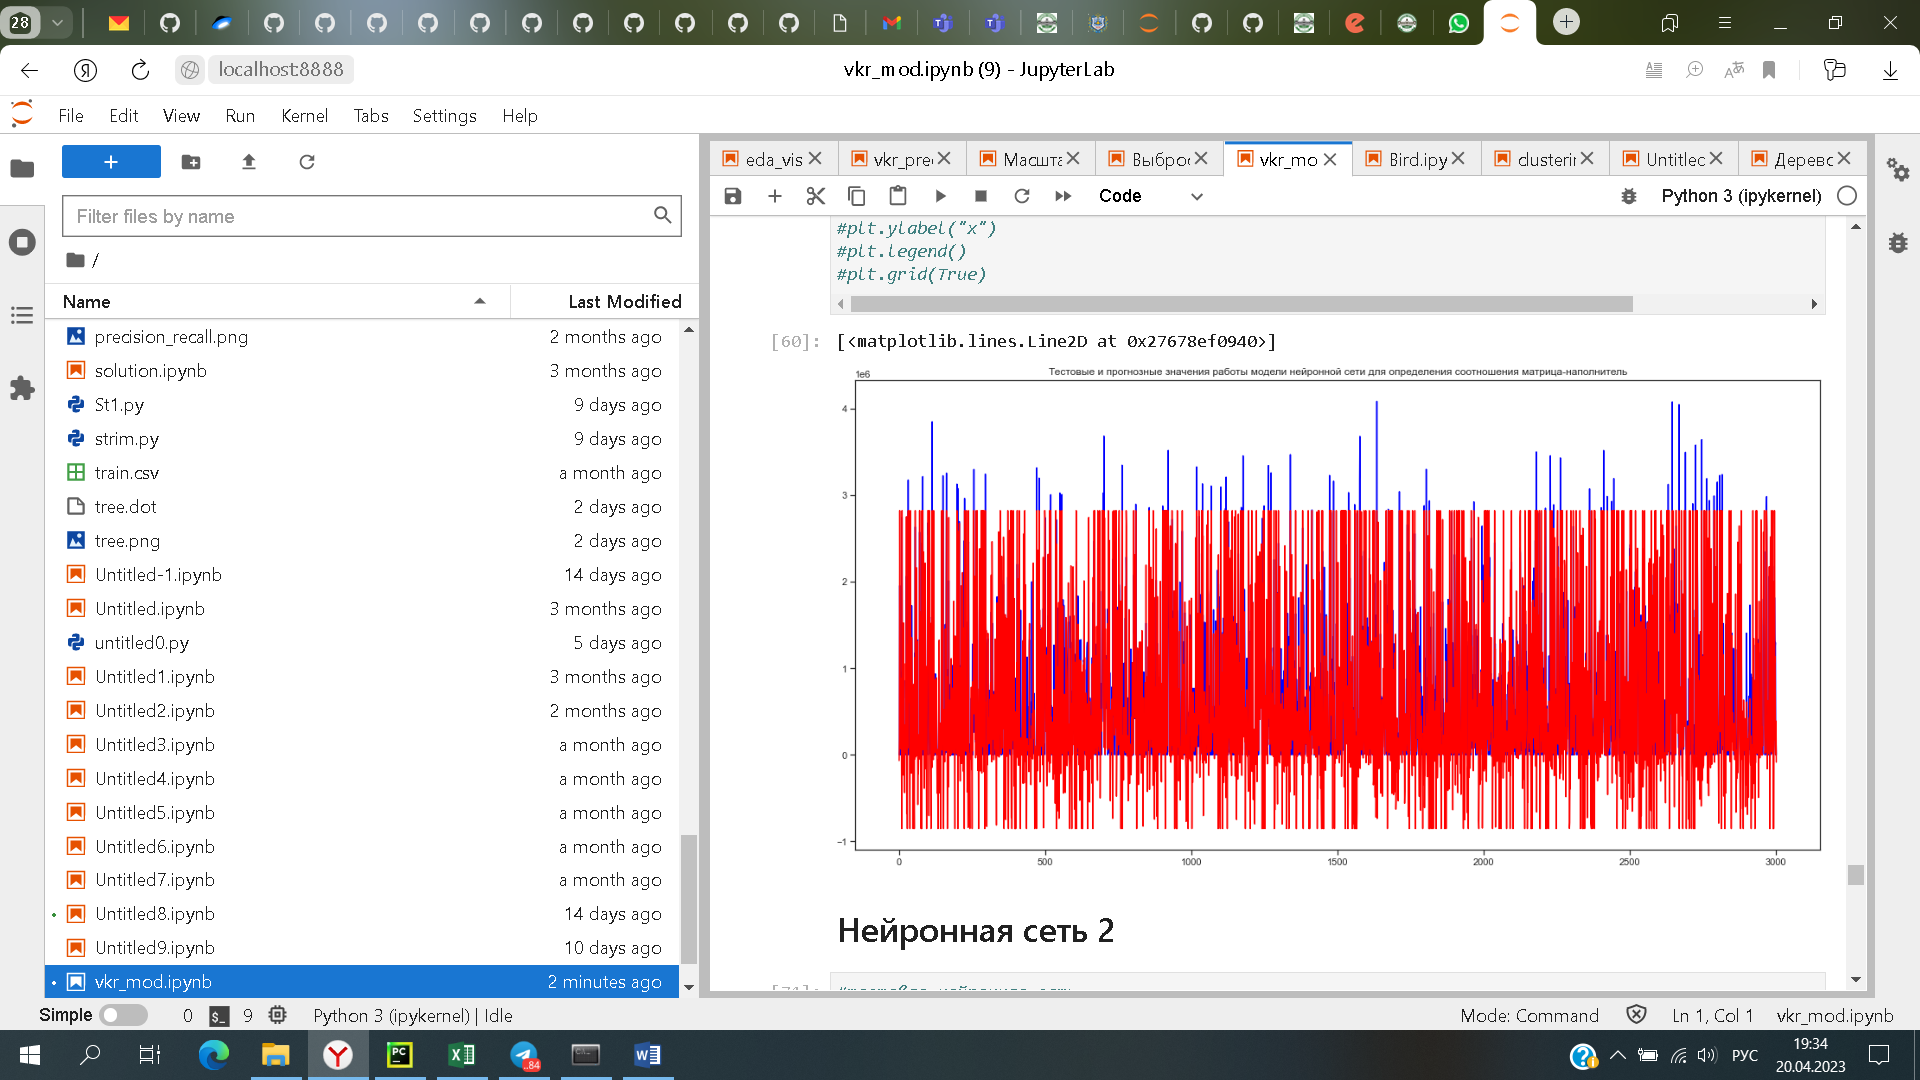 28
localhost:8888
vkr_mod.ipynb (9) - JupyterLab
File Edit View Run Kernel Tabs Settings Help
eda_vis
vkr_pre
Масшта
Выброс
vkr_mo
Bird.ipy
clusterin
Untitled
Дерево
Code
Python 3 (ipykernel)
Filter files by name
/
Name Last Modified
precision_recall.png 2 months ago
solution.ipynb 3 months ago
St1.py 9 days ago
strim.py 9 days ago
train.csv a month ago
tree.dot 2 days ago
tree.png 2 days ago
Untitled-1.ipynb 14 days ago
Untitled.ipynb 3 months ago
untitled0.py 5 days ago
Untitled1.ipynb 3 months ago
Untitled2.ipynb 2 months ago
Untitled3.ipynb a month ago
Untitled4.ipynb a month ago
Untitled5.ipynb a month ago
Untitled6.ipynb a month ago
Untitled7.ipynb a month ago
Untitled8.ipynb 14 days ago
Untitled9.ipynb 10 days ago
vkr_mod.ipynb 2 minutes ago
#plt.ylabel("x")
#plt.legend()
#plt.grid(True)
[60]: [<matplotlib.lines.Line2D at 0x27678ef0940>]
Тестовые и прогнозные значения работы модели нейронной сети для определения соотношения матрица-наполнитель
1e6
4
3
2
1
0
-1
0 500 1000 1500 2000 2500 3000
Нейронная сеть 2
Simple 0 9 Python 3 (ipykernel) | Idle
Mode: Command Ln 1, Col 1 vkr_mod.ipynb
84
РУС
19:34
20.04.2023